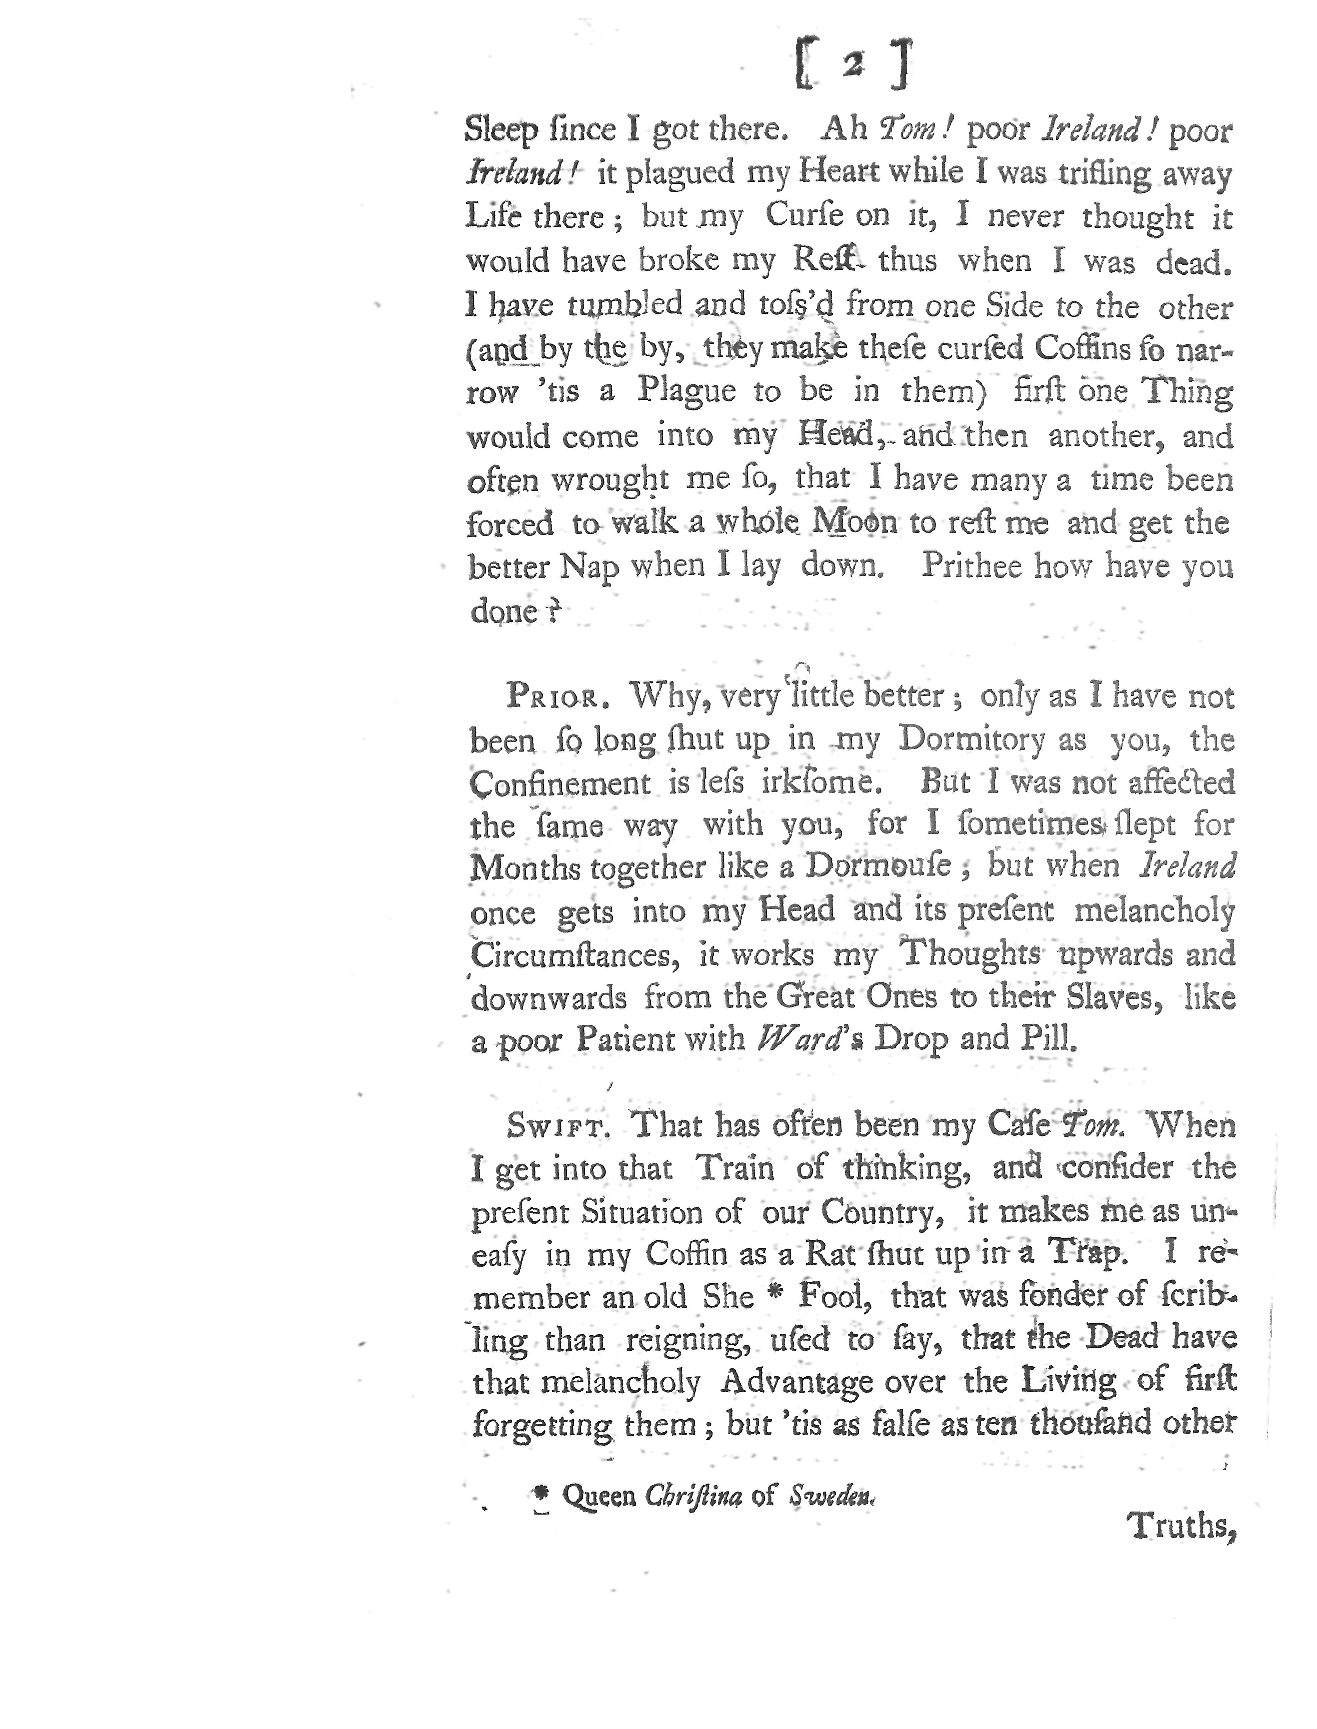 [ 2 ]
Sleep ſince I got there. Ah Tom! poor Ireland! poor
Ireland! it plagued my Heart while I was trifling away
Life there; but my Curſe on it, I never thought it
would have broke my Reſt thus when I was dead.
I have tumbled and toſs'd from one Side to the other
(and by the by, they make theſe curſed Coffins ſo nar-
row 'tis a Plague to be in them) firſt one Thing
would come into my Head, and then another, and
often wrought me ſo, that I have many a time been
forced to walk a whole Moon to reſt me and get the
better Nap when I lay down. Prithee how have you
done?
PRIOR. Why, very little better; only as I have not
been ſo long ſhut up in my Dormitory as you, the
Confinement is leſs irkſome. But I was not affected
the ſame way with you, for I ſometimes ſlept for
Months together like a Dormouſe; but when Ireland
once gets into my Head and its preſent melancholy
Circumſtances, it works my Thoughts upwards and
downwards from the Great Ones to their Slaves, like
a poor Patient with Ward's Drop and Pill.
SWIFT. That has often been my Caſe Tom. When
I get into that Train of thinking, and conſider the
preſent Situation of our Country, it makes me as un-
eaſy in my Coffin as a Rat ſhut up in a Trap. I re-
member an old She * Fool, that was fonder of ſcrib-
ling than reigning, uſed to ſay, that the Dead have
that melancholy Advantage over the Living of firſt
forgetting them; but 'tis as falſe as ten thouſand other
* Queen Chriſtina of Sweden.
Truths,